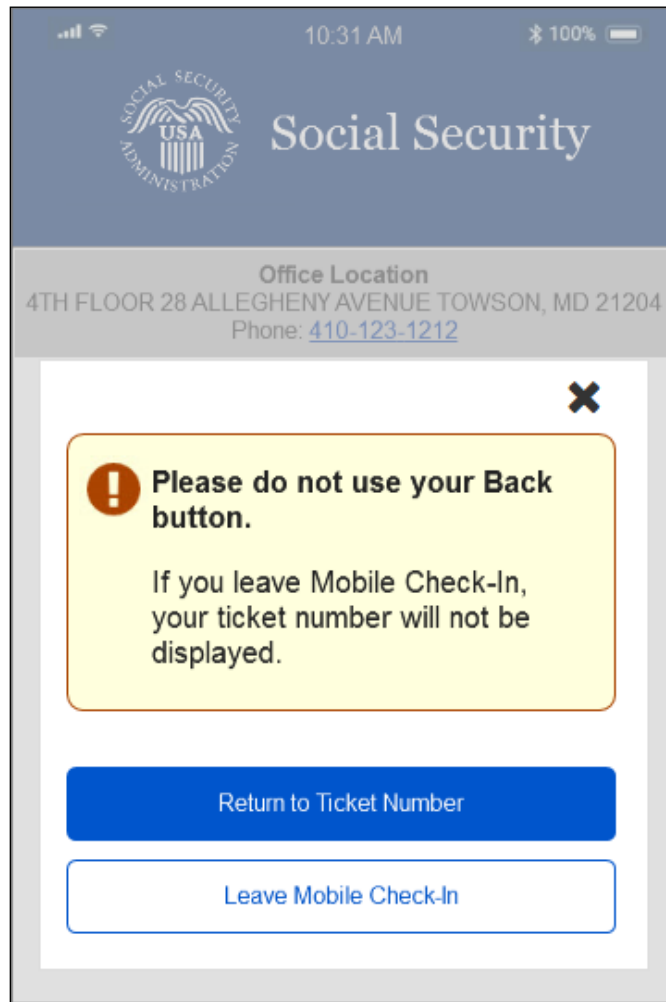 10:31 AM
100%
SOCIAL SECURITY ADMINISTRATION
USA
Social Security
Office Location
4TH FLOOR 28 ALLEGHENY AVENUE TOWSON, MD 21204
Phone: 410-123-1212
Please do not use your Back
button.
If you leave Mobile Check-In,
your ticket number will not be
displayed.
Return to Ticket Number
Leave Mobile Check-In